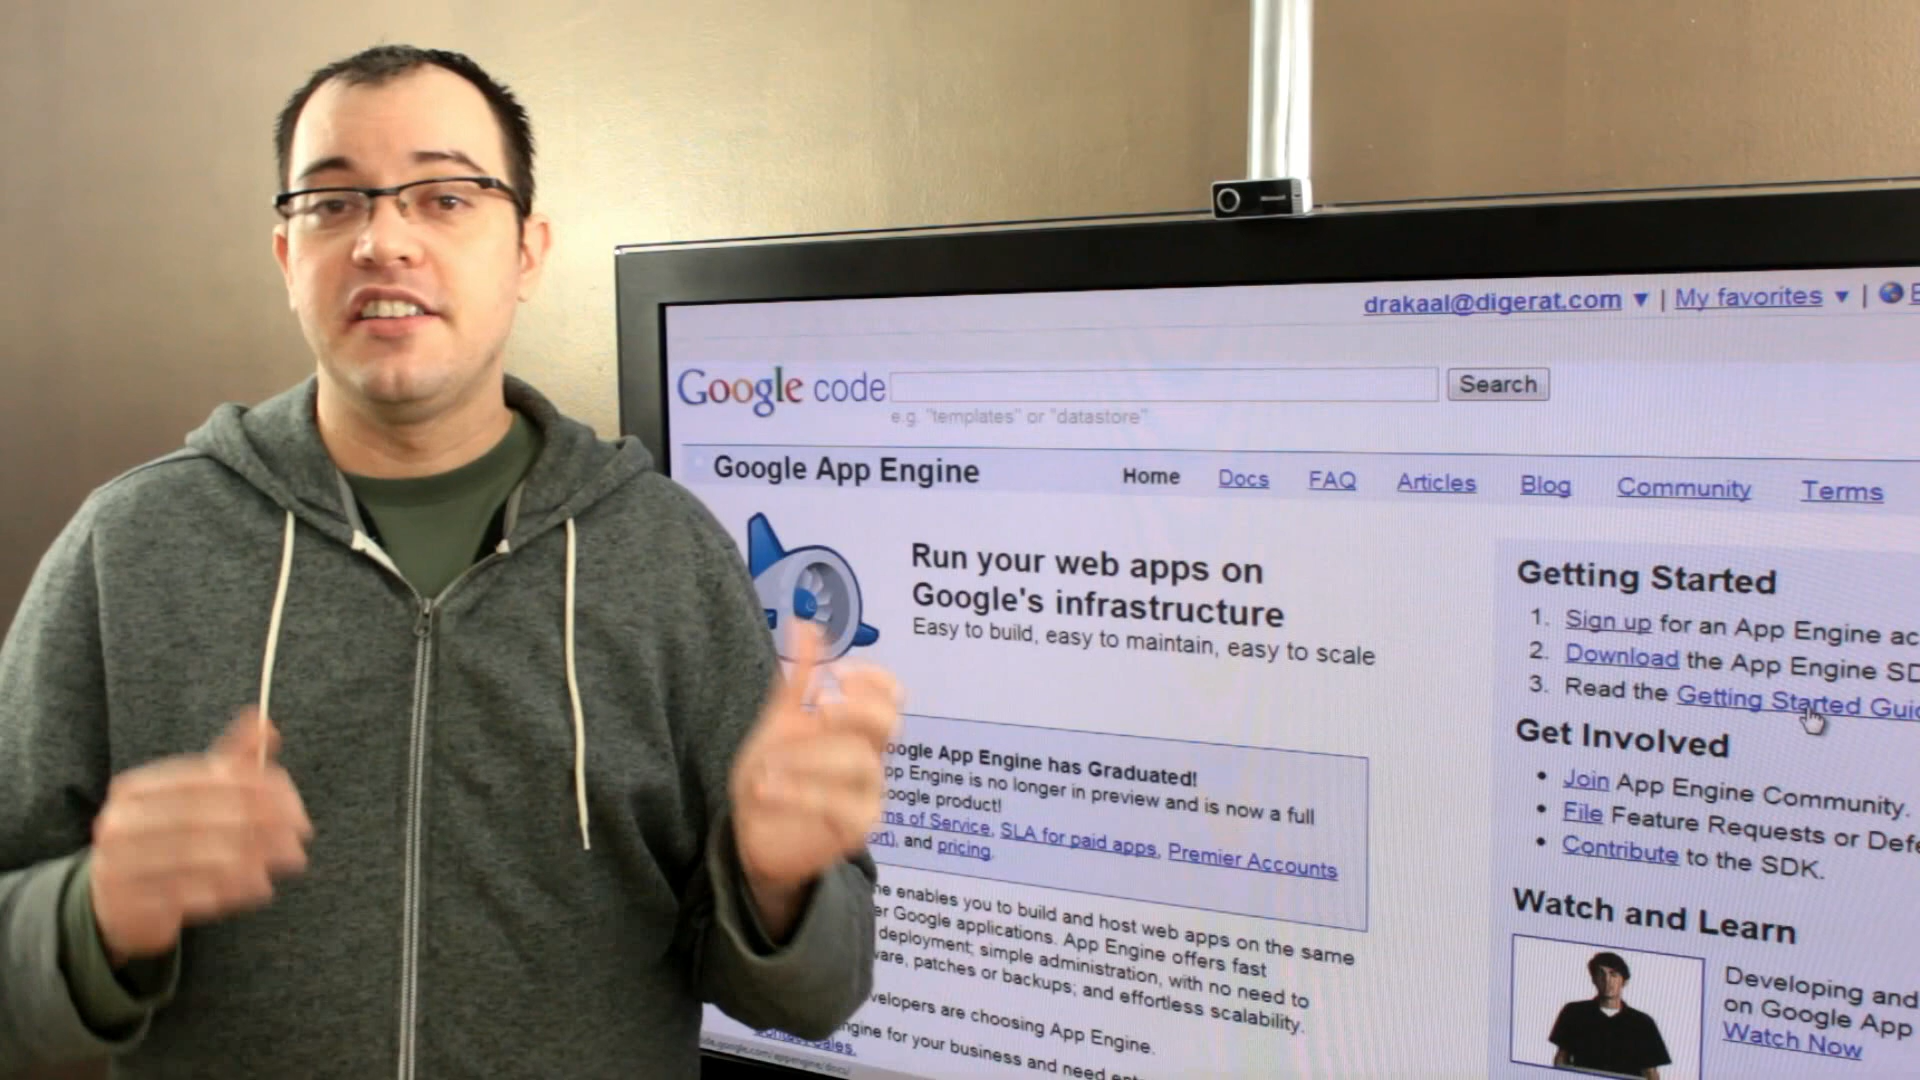 drakaal@digerat.com ▼ | My favorites ▼ |
Google code
Search
e.g. "templates" or "datastore"
Google App Engine
Home Docs FAQ Articles Blog Community Terms
Run your web apps on
Google's infrastructure
Easy to build, easy to maintain, easy to scale
oogle App Engine has Graduated!
pp Engine is no longer in preview and is now a full
oogle product!
ms of Service, SLA for paid apps, Premier Accounts
ort), and pricing.
ne enables you to build and host web apps on the same
er Google applications. App Engine offers fast
deployment; simple administration, with no need to
ware, patches or backups; and effortless scalability.
velopers are choosing App Engine.
ngine for your business and need
Sales.
Getting Started
1. Sign up for an App Engine ac
2. Download the App Engine SD
3. Read the Getting Started Guid
Get Involved
• Join App Engine Community.
• File Feature Requests or Defe
• Contribute to the SDK.
Watch and Learn
Developing and
on Google App
Watch Now